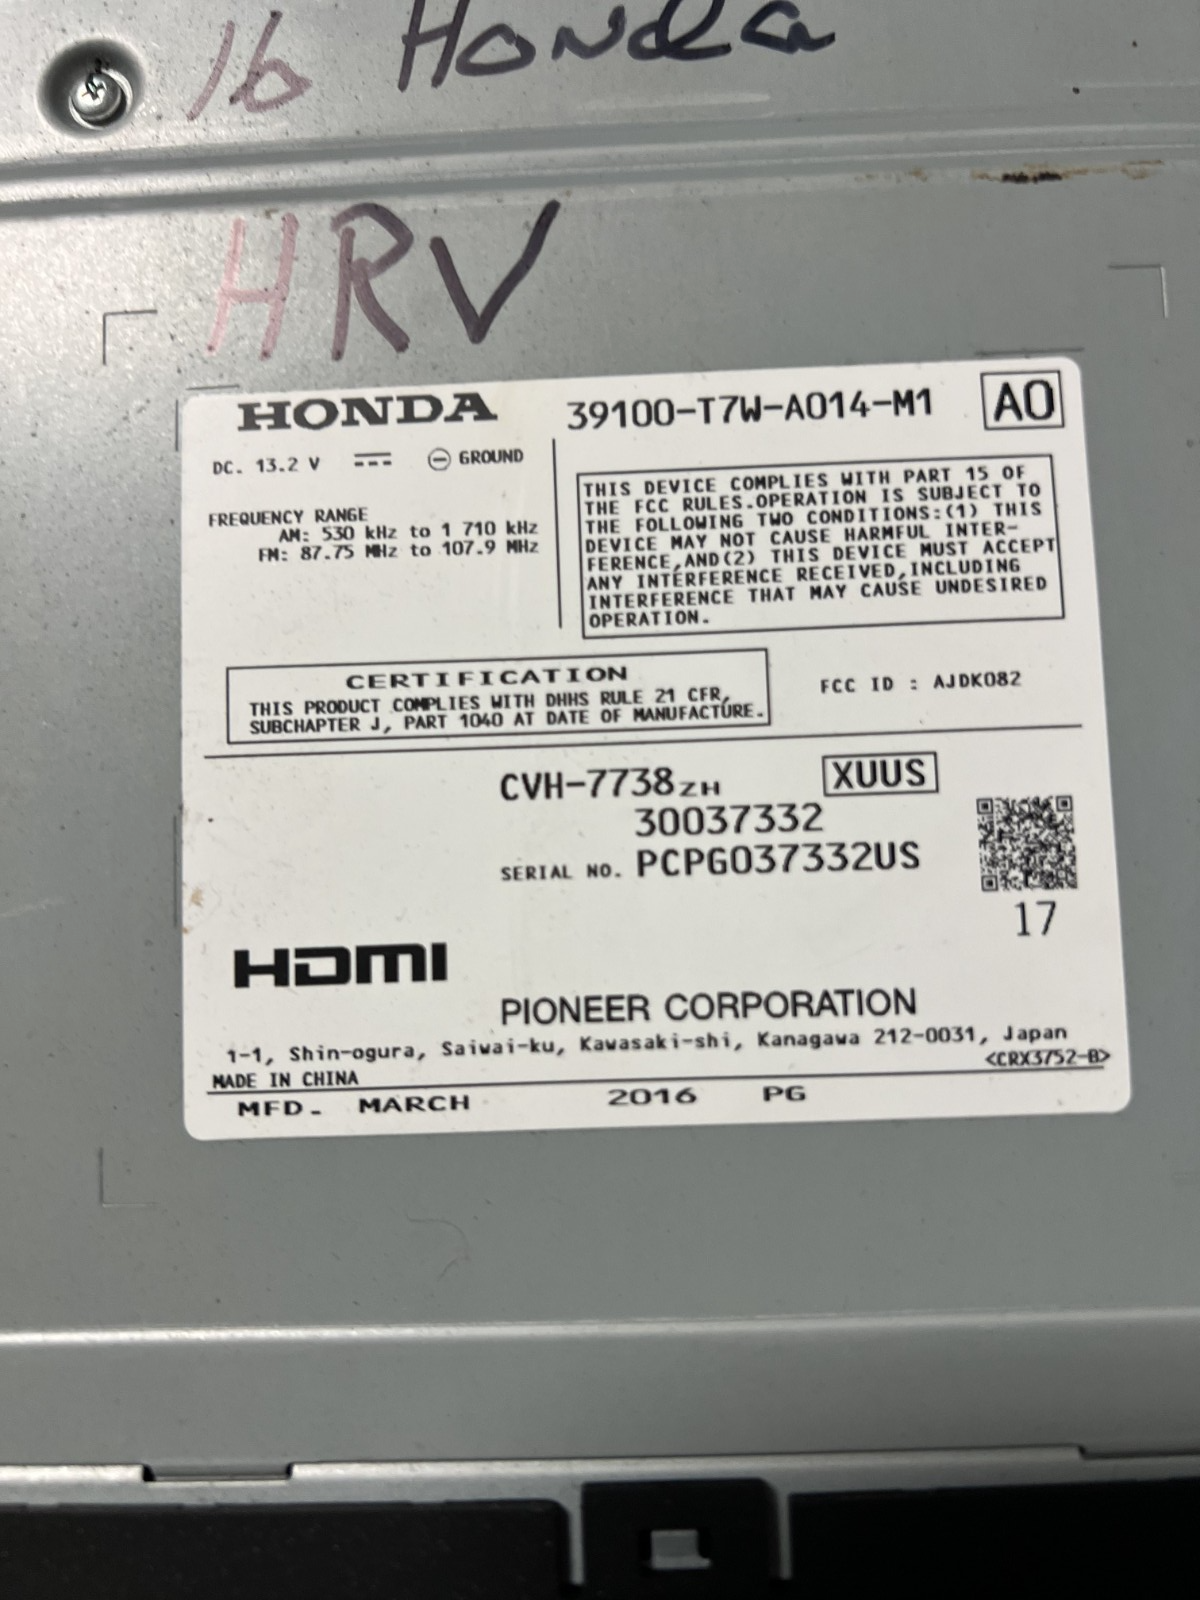 16 Honda
HRV
HONDA 39100-T7W-A014-M1 A0
DC. 13.2 V GROUND
FREQUENCY RANGE
AM: 530 kHz to 1 710 kHz
FM: 87.75 MHz to 107.9 MHz
THIS DEVICE COMPLIES WITH PART 15 OF
THE FCC RULES.OPERATION IS SUBJECT TO
THE FOLLOWING TWO CONDITIONS:(1) THIS
DEVICE MAY NOT CAUSE HARMFUL INTER-
FERENCE,AND(2) THIS DEVICE MUST ACCEPT
ANY INTERFERENCE RECEIVED,INCLUDING
INTERFERENCE THAT MAY CAUSE UNDESIRED
OPERATION.
CERTIFICATION
THIS PRODUCT COMPLIES WITH DHHS RULE 21 CFR,
SUBCHAPTER J, PART 1040 AT DATE OF MANUFACTURE.
FCC ID : AJDK082
CVH-7738ZH XUUS
30037332
SERIAL NO. PCPG037332US
17
HDMI
PIONEER CORPORATION
1-1, Shin-ogura, Saiwai-ku, Kawasaki-shi, Kanagawa 212-0031, Japan
<CRX3752-B>
MADE IN CHINA
MFD. MARCH 2016 PG